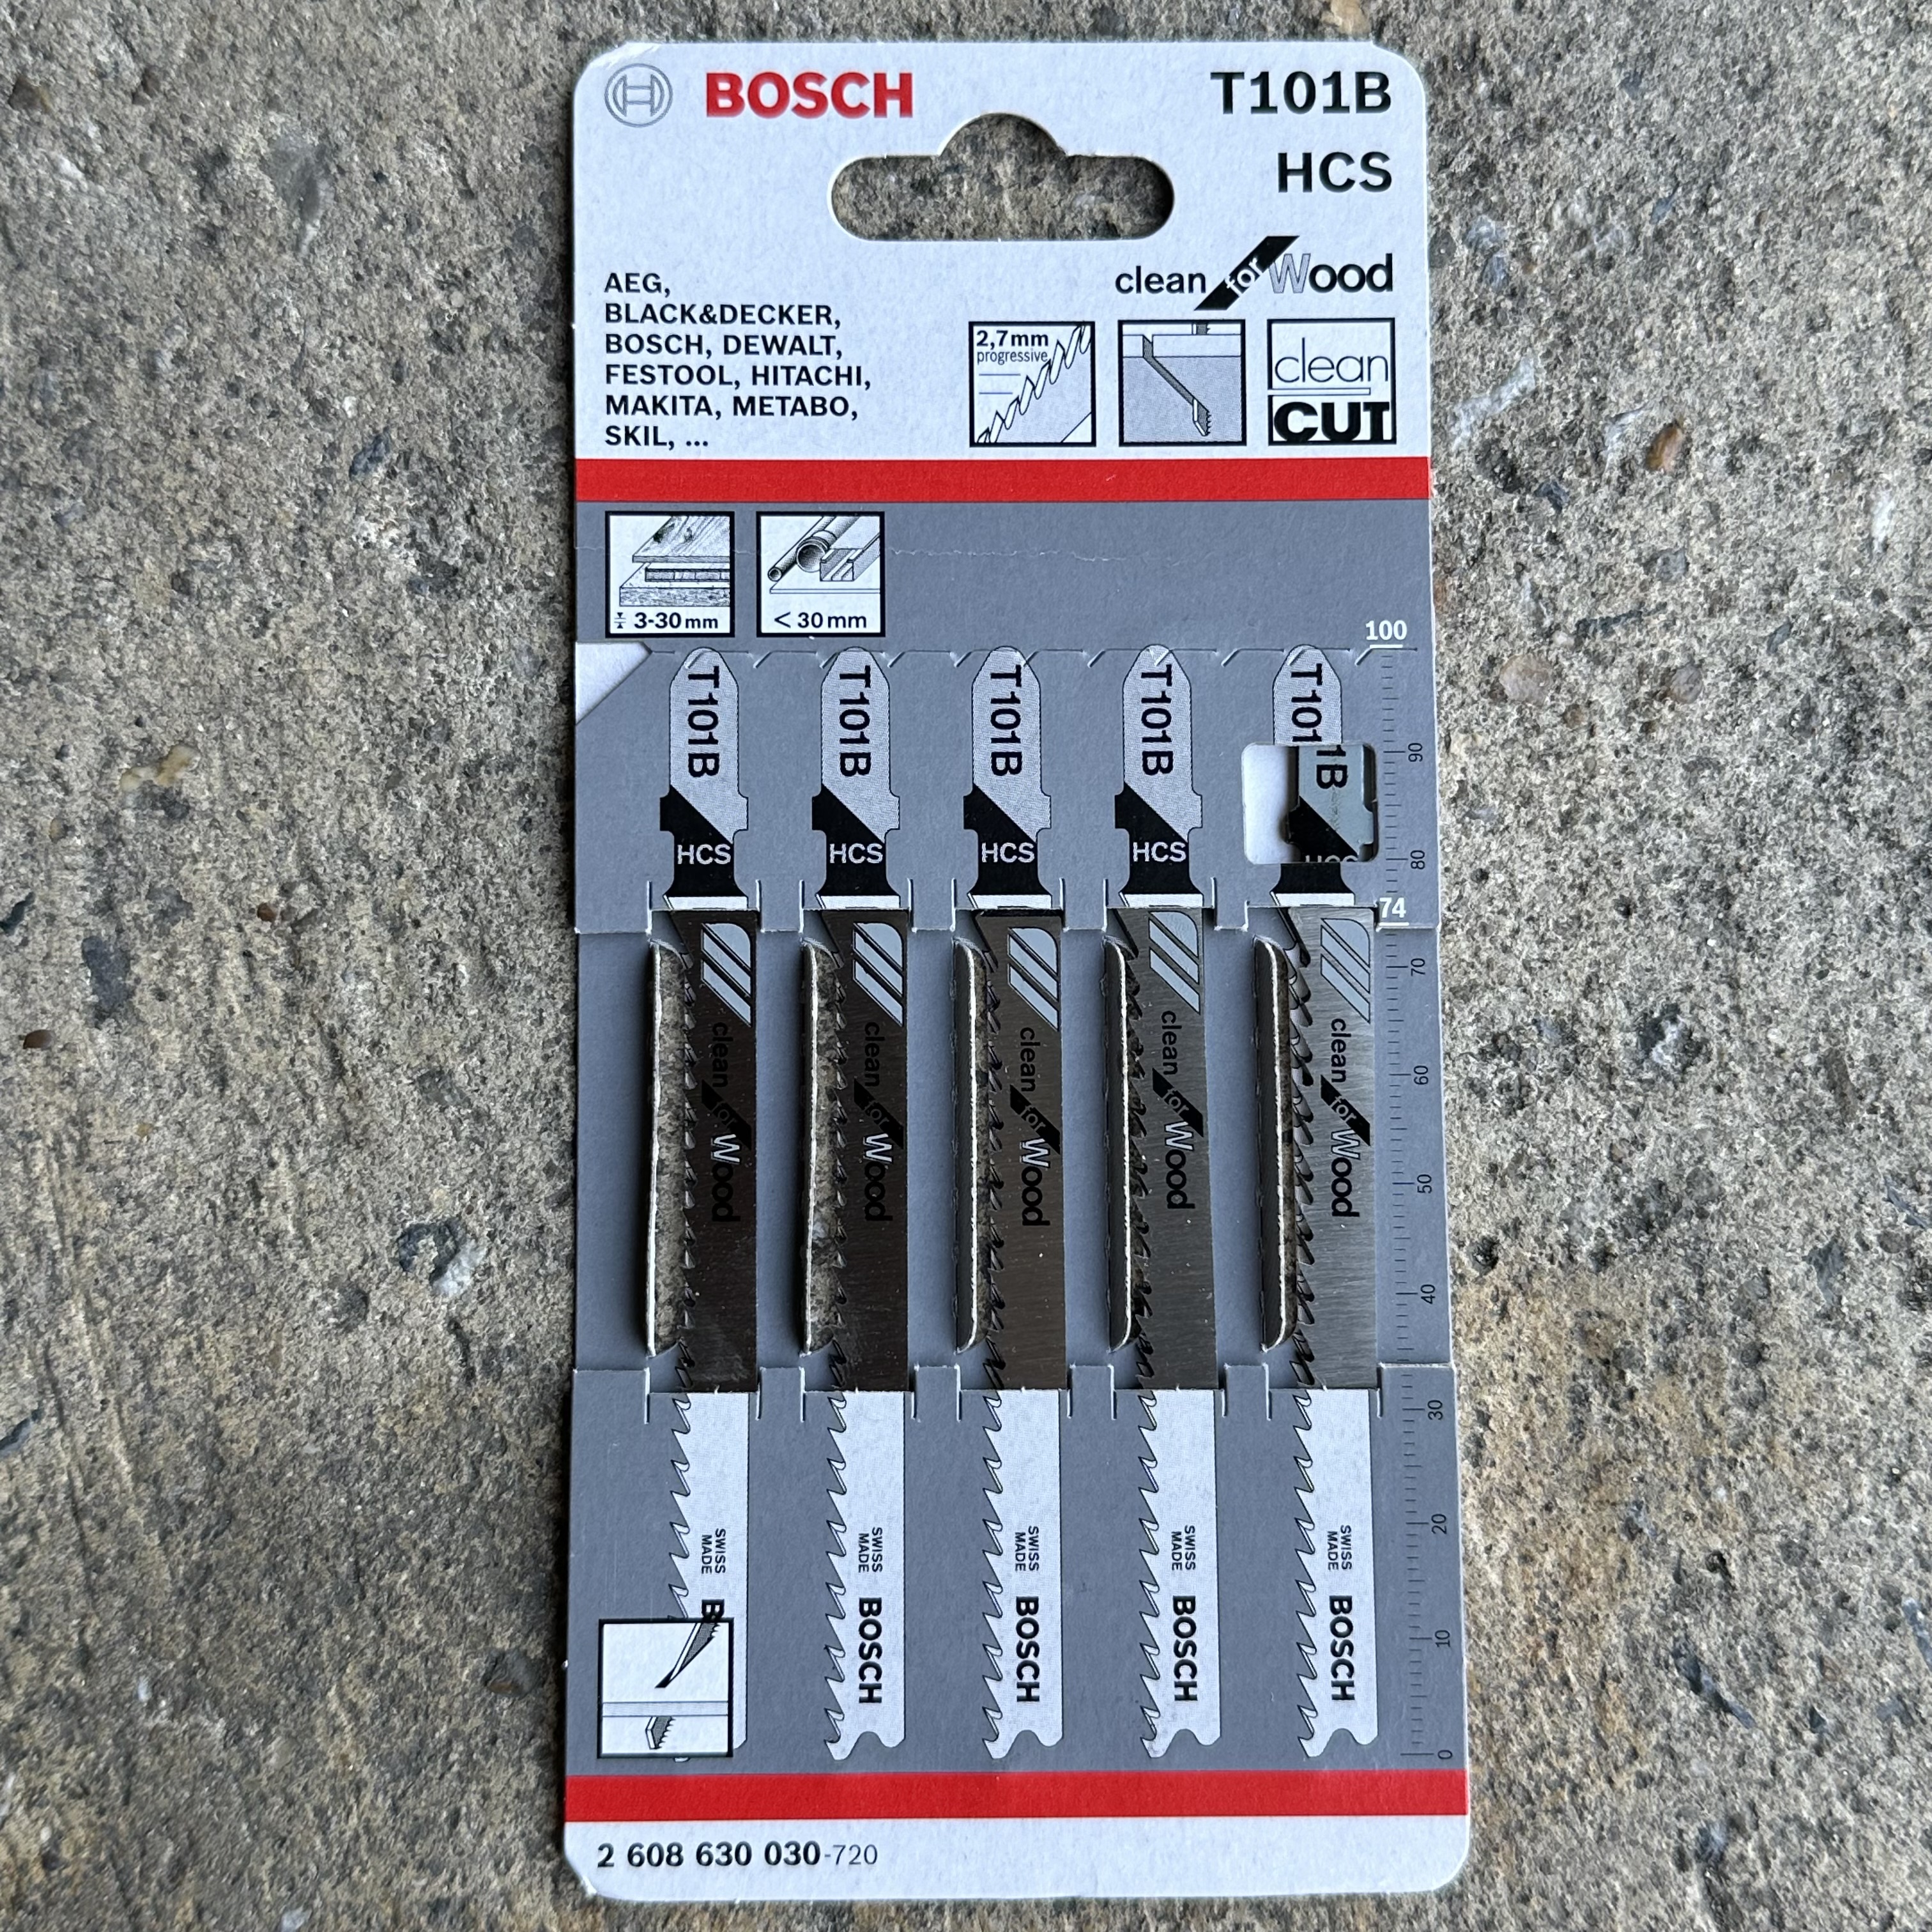 BOSCH
T101B
HCS
clean for Wood
AEG,
BLACK&DECKER,
BOSCH, DEWALT,
FESTOOL, HITACHI,
MAKITA, METABO,
SKIL, ...
2,7mm
progressive
clean
CUT
3-30mm
< 30mm
100
T101B
T101B
T101B
T101B
T101
1B
90
HCS
HCS
HCS
HCS
HCS
80
74
70
clean for Wood
clean for Wood
clean for Wood
clean for Wood
clean for Wood
60
50
40
30
20
SWISS
MADE
B
SWISS
MADE
BOSCH
SWISS
MADE
BOSCH
SWISS
MADE
BOSCH
SWISS
MADE
BOSCH
10
0
2 608 630 030-720